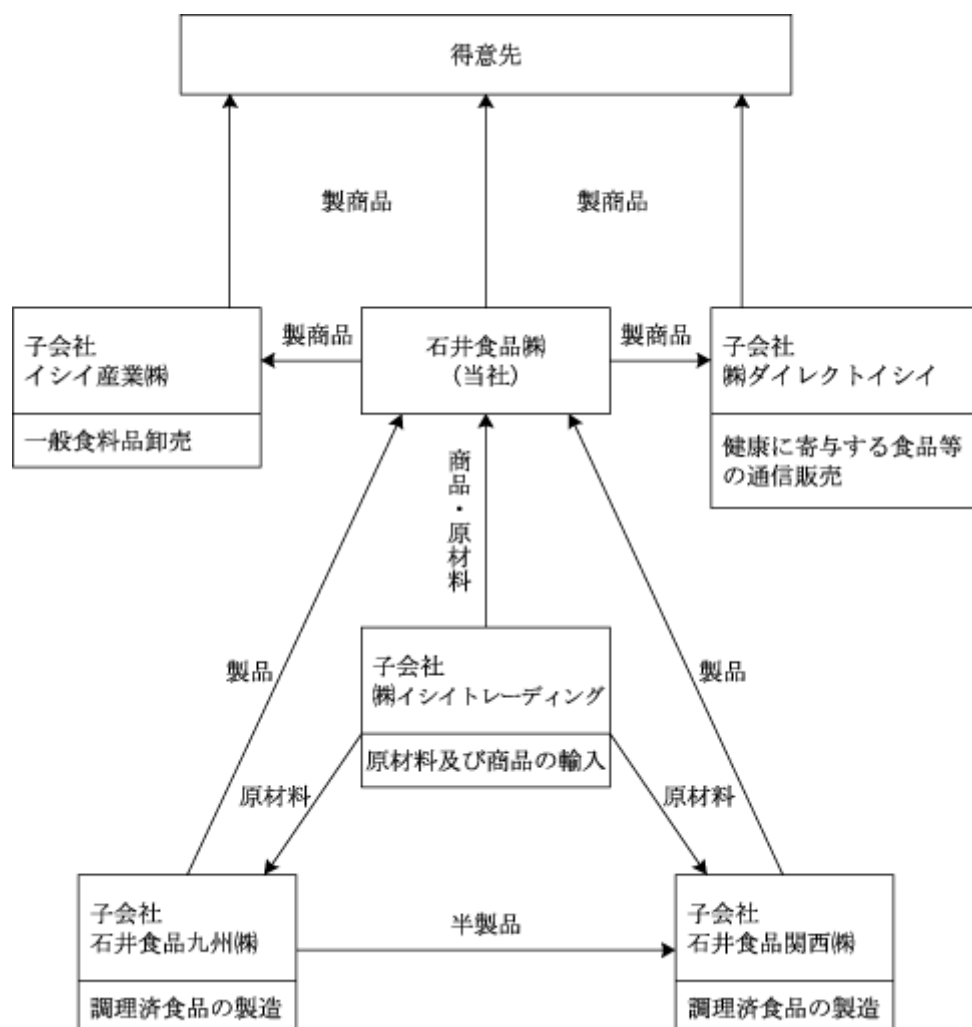 得意先
製商品
製商品
子会社
イシイ産業㈱
一般食料品卸売
製商品
石井食品㈱
(当社)
製商品
子会社
㈱ダイレクトイシイ
健康に寄与する食品等
の通信販売
商品・原材料
製品
子会社
㈱イシイトレーディング
原材料及び商品の輸入
製品
原材料
原材料
子会社
石井食品九州㈱
調理済食品の製造
半製品
子会社
石井食品関西㈱
調理済食品の製造